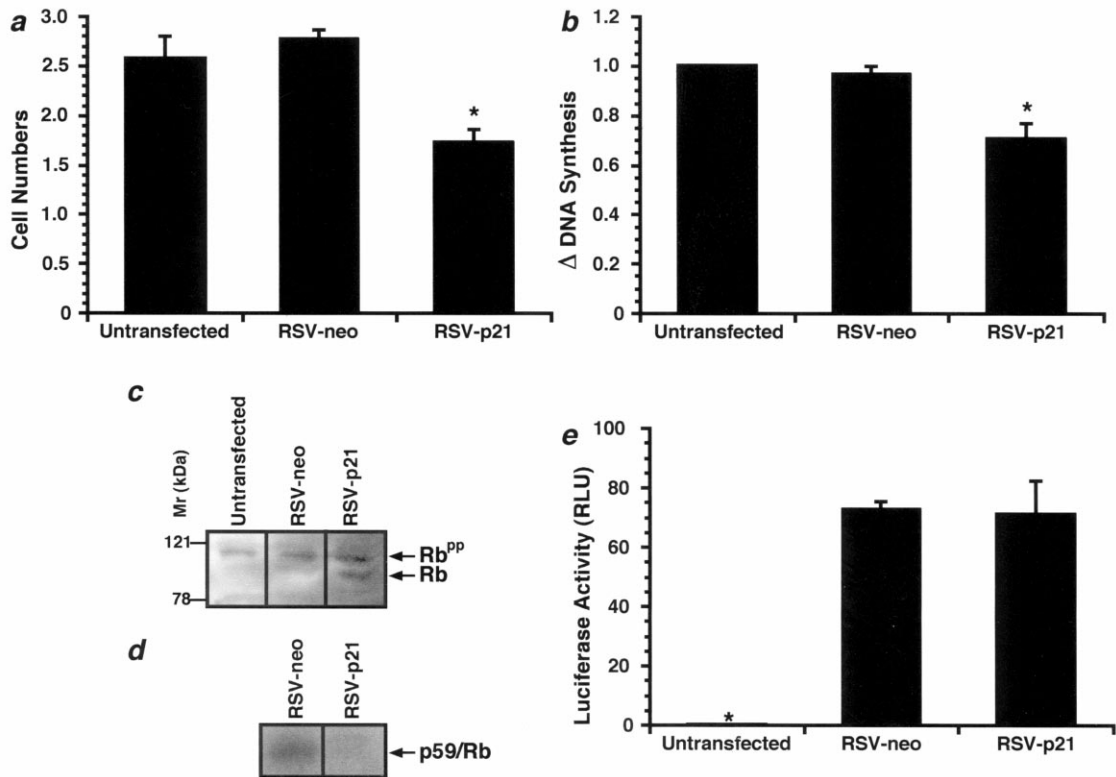 a
3.0
2.5
2.0
1.5
1.0
0.5
0
Cell Numbers
*
Untransfected
RSV-neo
RSV-p21
b
1.2
1.0
0.8
0.6
0.4
0.2
0
Δ DNA Synthesis
*
Untransfected
RSV-neo
RSV-p21
c
Mr (kDa)
Untransfected
RSV-neo
RSV-p21
121
78
Rb^pp
Rb
d
RSV-neo
RSV-p21
p59/Rb
e
100
80
60
40
20
0
Luciferase Activity (RLU)
*
Untransfected
RSV-neo
RSV-p21